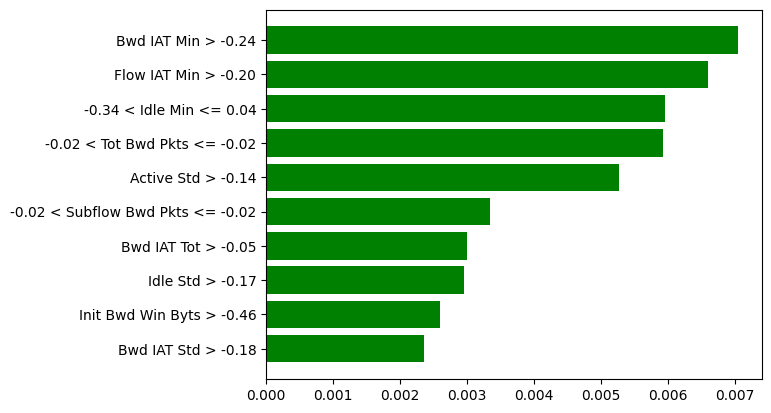 Bwd IAT Min > -0.24
Flow IAT Min > -0.20
-0.34 < Idle Min <= 0.04
-0.02 < Tot Bwd Pkts <= -0.02
Active Std > -0.14
-0.02 < Subflow Bwd Pkts <= -0.02
Bwd IAT Tot > -0.05
Idle Std > -0.17
Init Bwd Win Byts > -0.46
Bwd IAT Std > -0.18
0.000 0.001 0.002 0.003 0.004 0.005 0.006 0.007